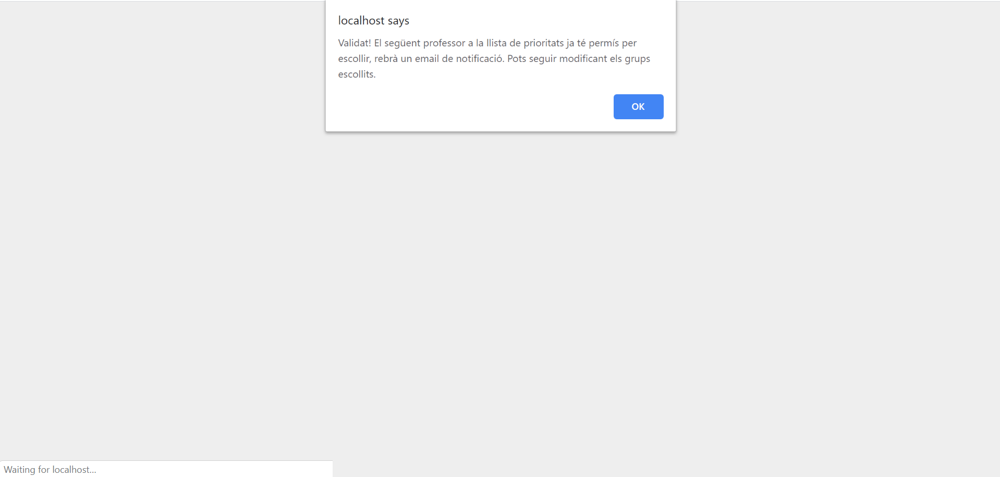 localhost says
Validat! El següent professor a la llista de prioritats ja té permís per
escollir, rebrà un email de notificació. Pots seguir modificant els grups
escollits.
OK
Waiting for localhost...